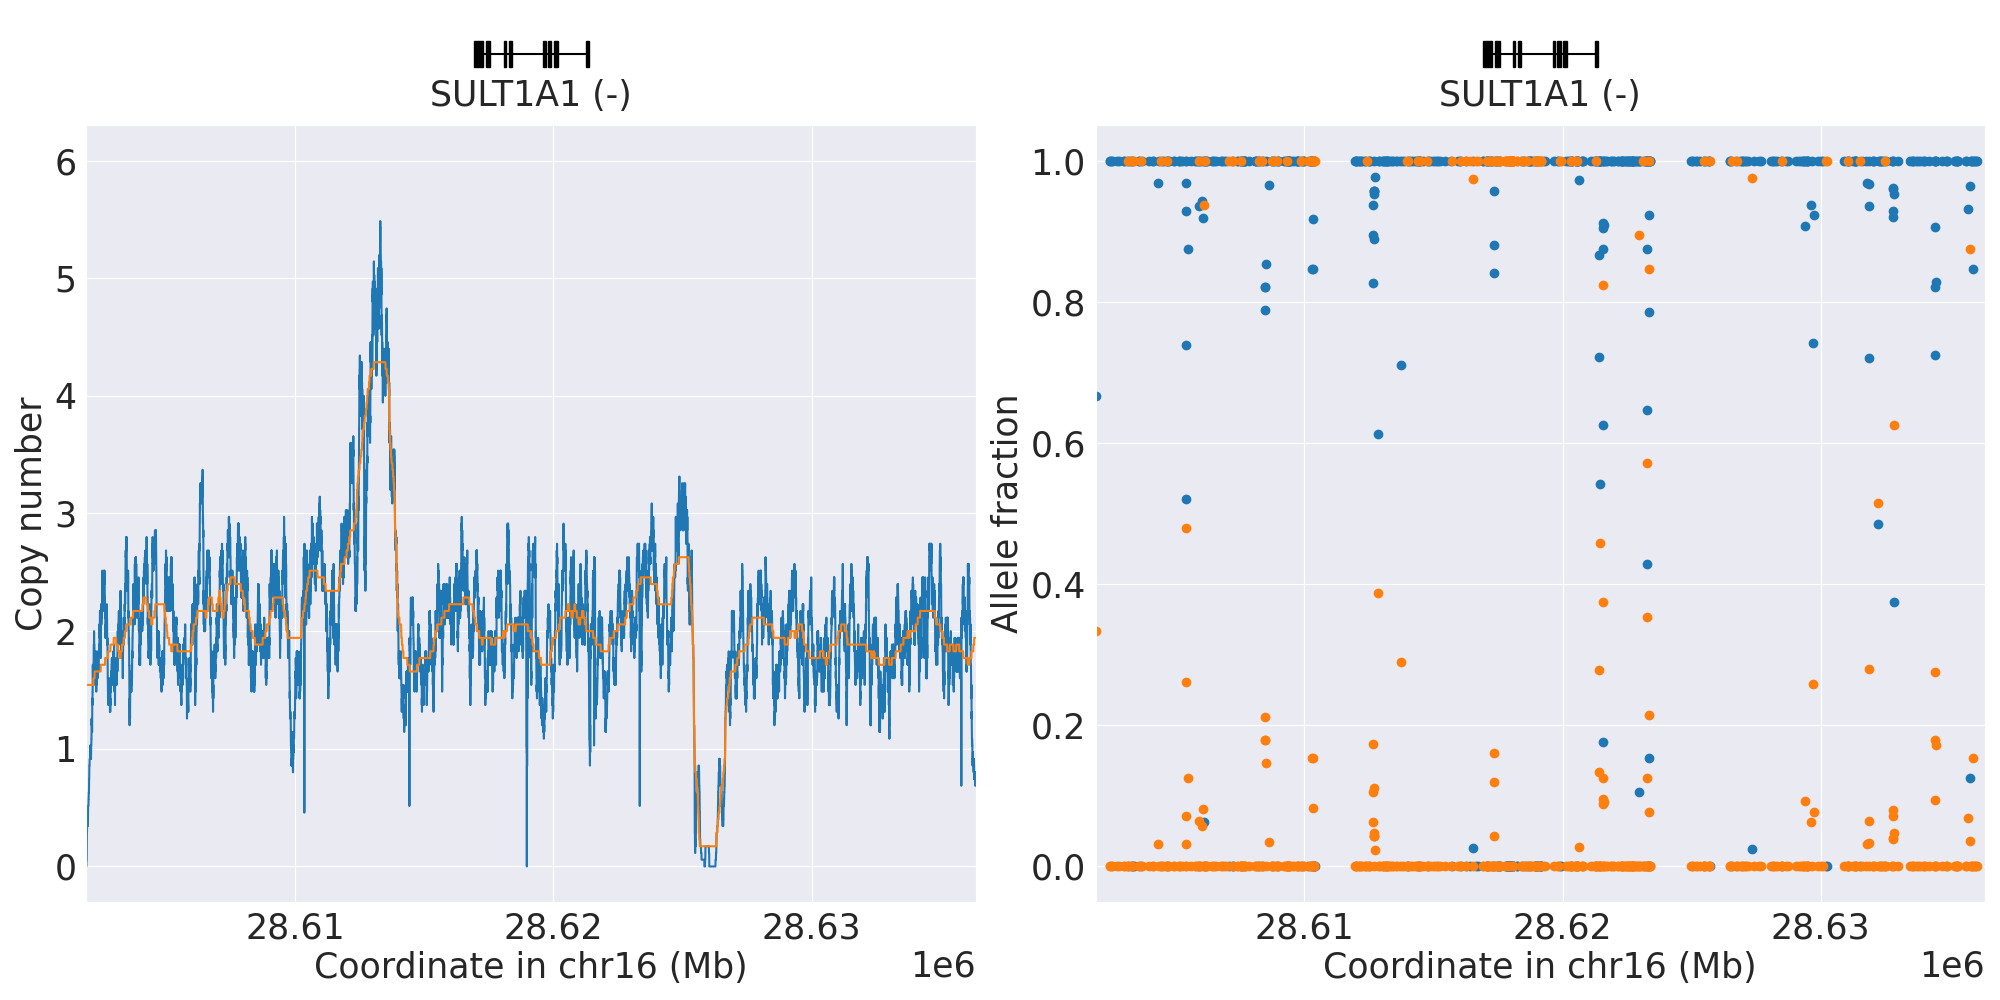 SULT1A1 (-)
6
5
4
3
2
1
0
Copy number
28.61
28.62
28.63
Coordinate in chr16 (Mb)
1e6
SULT1A1 (-)
1.0
0.8
0.6
0.4
0.2
0.0
Allele fraction
28.61
28.62
28.63
Coordinate in chr16 (Mb)
1e6